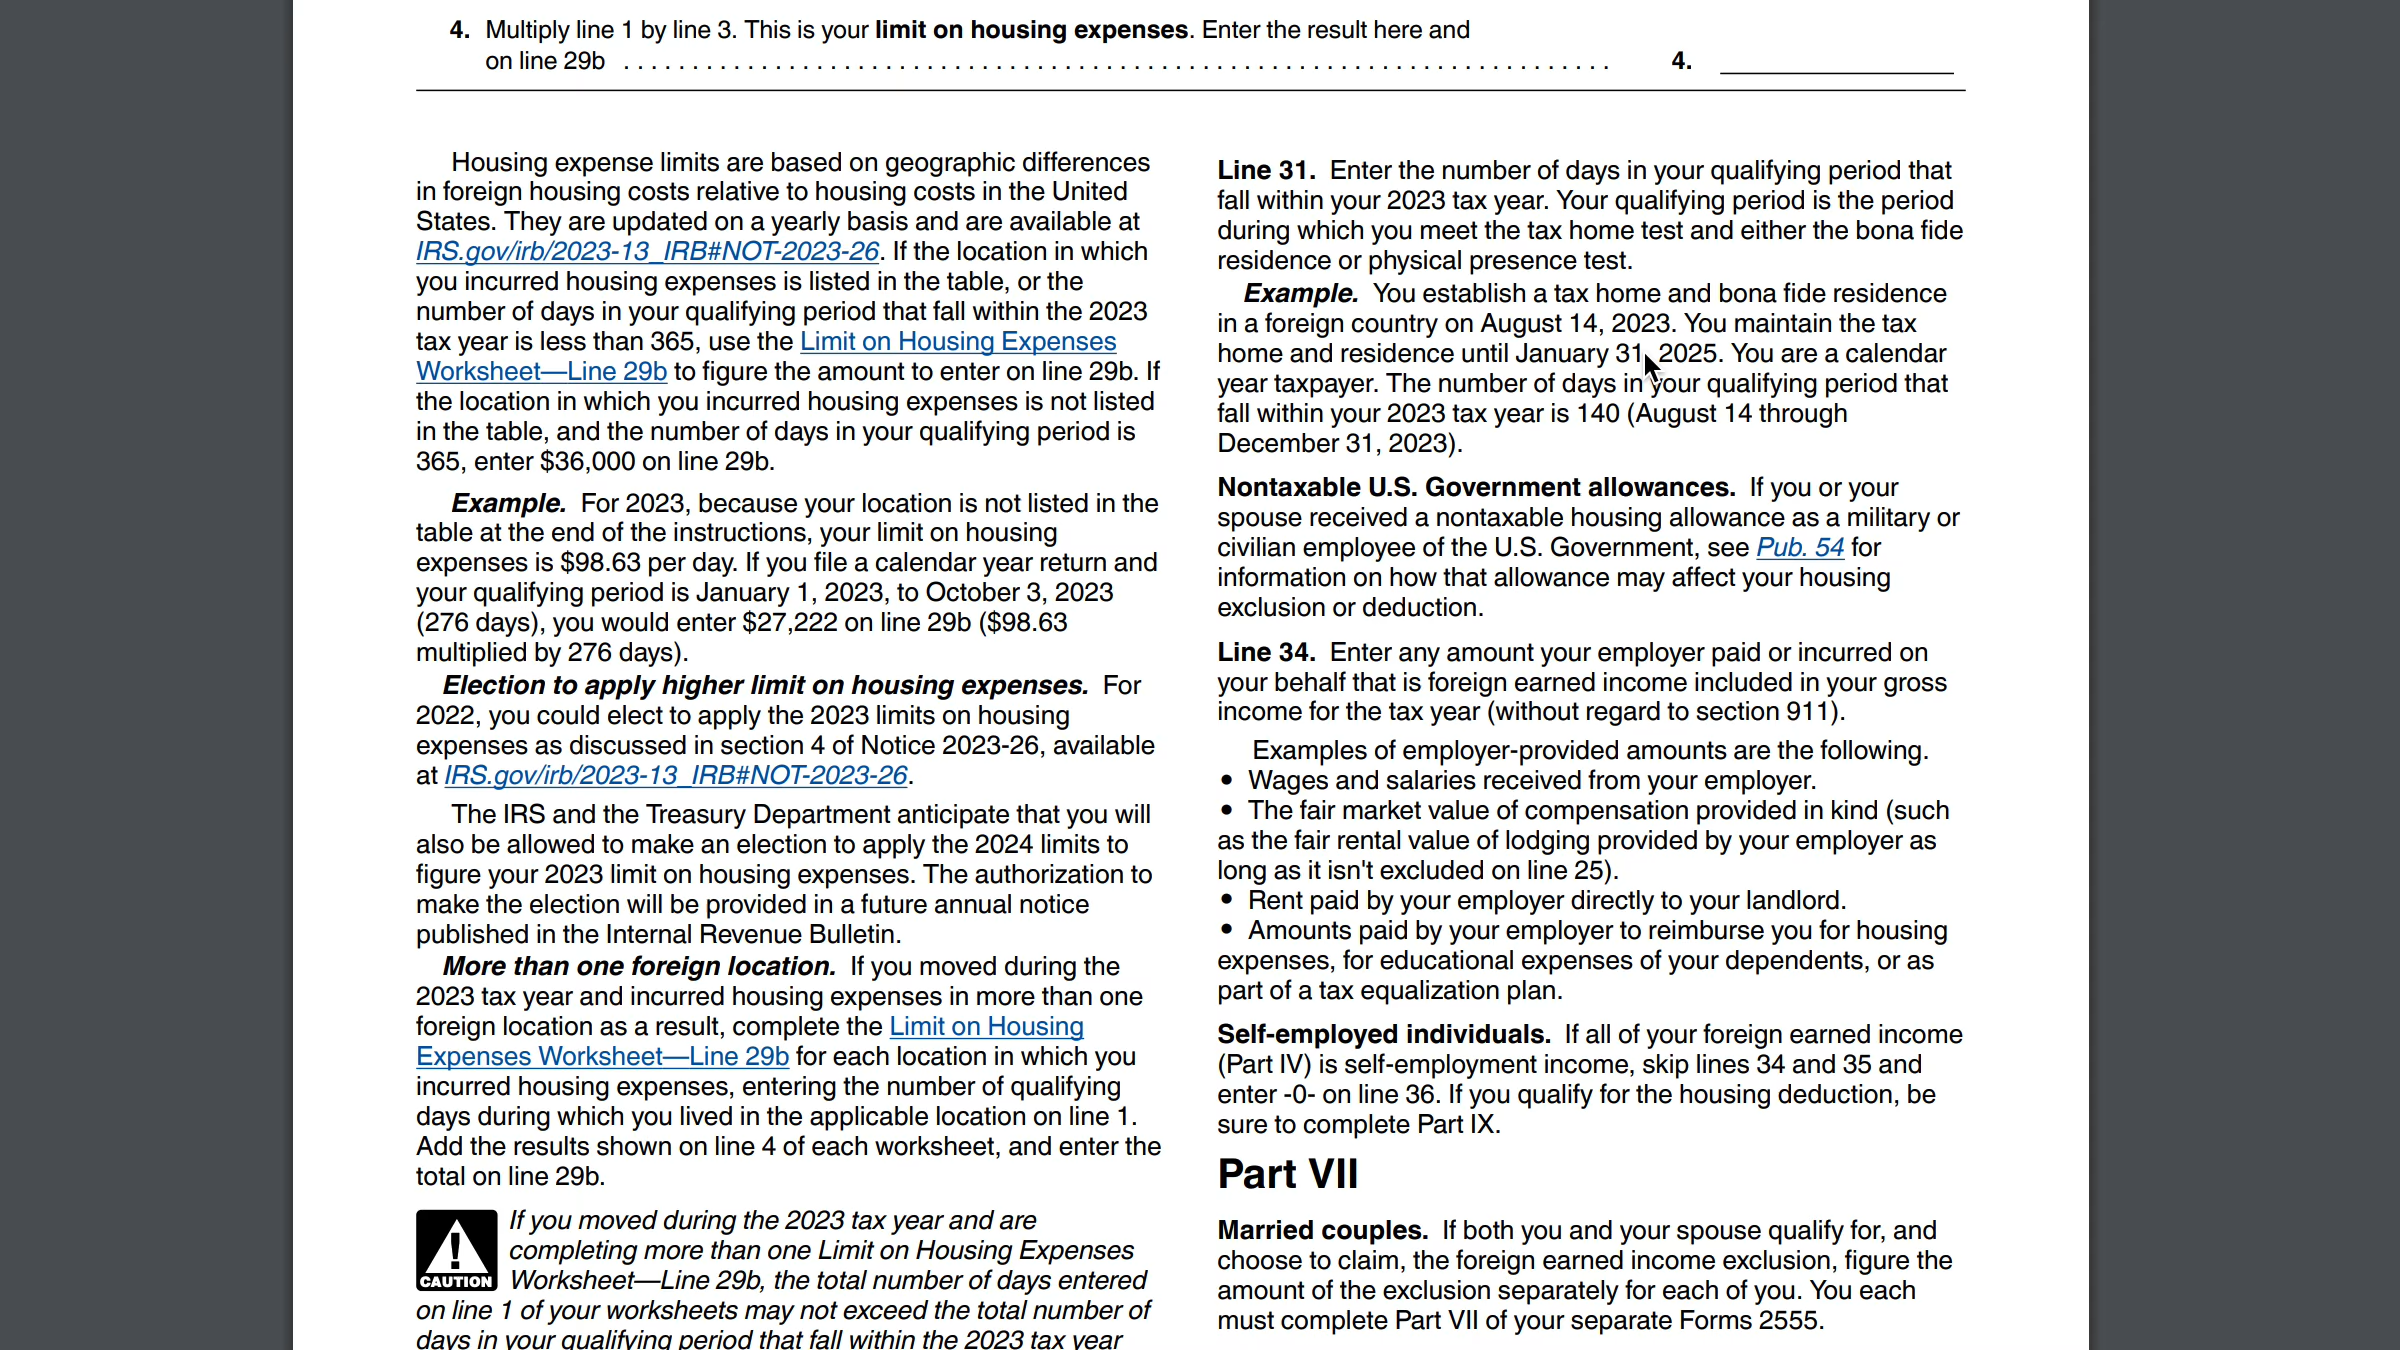 4. Multiply line 1 by line 3. This is your limit on housing expenses. Enter the result here and
on line 29b . . . . . . . . . . . . . . . . . . . . . . . . . . . . . . . . . . . . . . . . . . . . . . . . . . . . . . . . . . . . . . . . . . . . . . . . 4.
Housing expense limits are based on geographic differences
in foreign housing costs relative to housing costs in the United
States. They are updated on a yearly basis and are available at
IRS.gov/irb/2023-13_IRB#NOT-2023-26. If the location in which
you incurred housing expenses is listed in the table, or the
number of days in your qualifying period that fall within the 2023
tax year is less than 365, use the Limit on Housing Expenses
Worksheet—Line 29b to figure the amount to enter on line 29b. If
the location in which you incurred housing expenses is not listed
in the table, and the number of days in your qualifying period is
365, enter $36,000 on line 29b.
Example. For 2023, because your location is not listed in the
table at the end of the instructions, your limit on housing
expenses is $98.63 per day. If you file a calendar year return and
your qualifying period is January 1, 2023, to October 3, 2023
(276 days), you would enter $27,222 on line 29b ($98.63
multiplied by 276 days).
Election to apply higher limit on housing expenses. For
2022, you could elect to apply the 2023 limits on housing
expenses as discussed in section 4 of Notice 2023-26, available
at IRS.gov/irb/2023-13_IRB#NOT-2023-26.
The IRS and the Treasury Department anticipate that you will
also be allowed to make an election to apply the 2024 limits to
figure your 2023 limit on housing expenses. The authorization to
make the election will be provided in a future annual notice
published in the Internal Revenue Bulletin.
More than one foreign location. If you moved during the
2023 tax year and incurred housing expenses in more than one
foreign location as a result, complete the Limit on Housing
Expenses Worksheet—Line 29b for each location in which you
incurred housing expenses, entering the number of qualifying
days during which you lived in the applicable location on line 1.
Add the results shown on line 4 of each worksheet, and enter the
total on line 29b.
CAUTION
If you moved during the 2023 tax year and are
completing more than one Limit on Housing Expenses
Worksheet—Line 29b, the total number of days entered
on line 1 of your worksheets may not exceed the total number of
days in your qualifying period that fall within the 2023 tax year
Line 31. Enter the number of days in your qualifying period that
fall within your 2023 tax year. Your qualifying period is the period
during which you meet the tax home test and either the bona fide
residence or physical presence test.
Example. You establish a tax home and bona fide residence
in a foreign country on August 14, 2023. You maintain the tax
home and residence until January 31, 2025. You are a calendar
year taxpayer. The number of days in your qualifying period that
fall within your 2023 tax year is 140 (August 14 through
December 31, 2023).
Nontaxable U.S. Government allowances. If you or your
spouse received a nontaxable housing allowance as a military or
civilian employee of the U.S. Government, see Pub. 54 for
information on how that allowance may affect your housing
exclusion or deduction.
Line 34. Enter any amount your employer paid or incurred on
your behalf that is foreign earned income included in your gross
income for the tax year (without regard to section 911).
Examples of employer-provided amounts are the following.
• Wages and salaries received from your employer.
• The fair market value of compensation provided in kind (such
as the fair rental value of lodging provided by your employer as
long as it isn't excluded on line 25).
• Rent paid by your employer directly to your landlord.
• Amounts paid by your employer to reimburse you for housing
expenses, for educational expenses of your dependents, or as
part of a tax equalization plan.
Self-employed individuals. If all of your foreign earned income
(Part IV) is self-employment income, skip lines 34 and 35 and
enter -0- on line 36. If you qualify for the housing deduction, be
sure to complete Part IX.
Part VII
Married couples. If both you and your spouse qualify for, and
choose to claim, the foreign earned income exclusion, figure the
amount of the exclusion separately for each of you. You each
must complete Part VII of your separate Forms 2555.